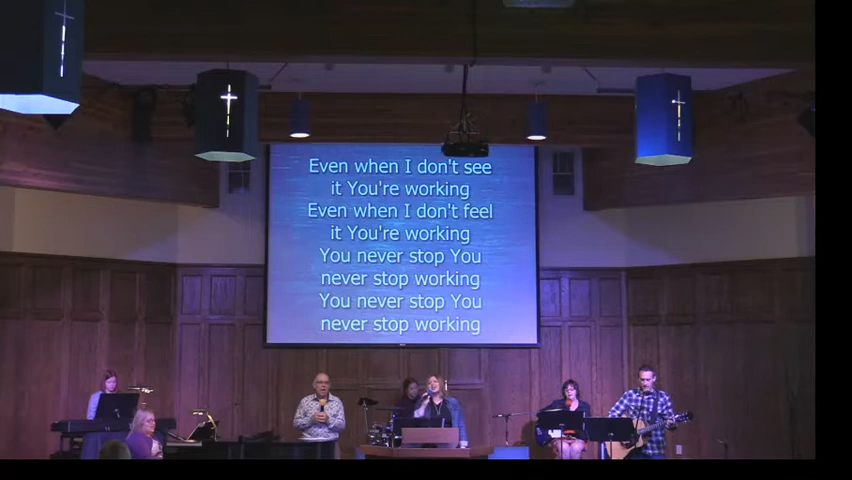 Even when I don't see
it You're working
Even when I don't feel
it You're working
You never stop You
never stop working
You never stop You
never stop working